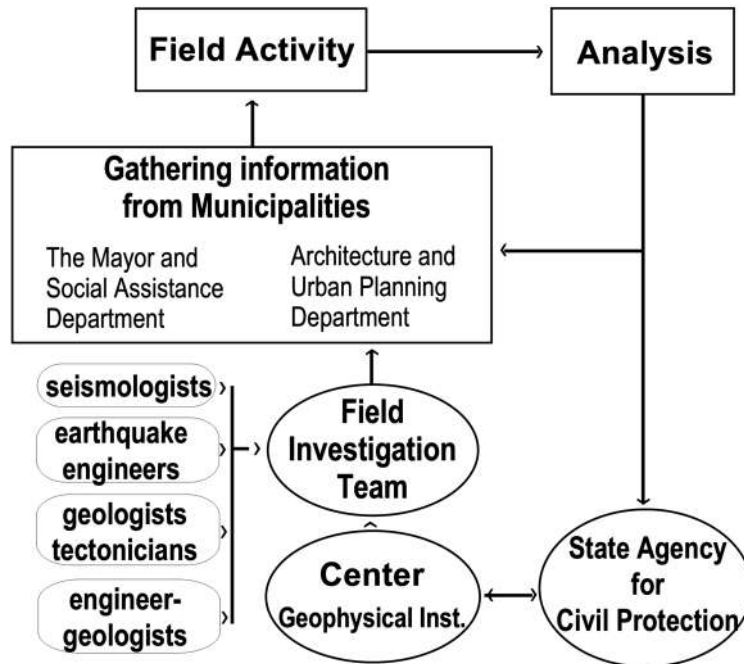 Field Activity
Analysis
Gathering information
from Municipalities
The Mayor and
Social Assistance
Department
Architecture and
Urban Planning
Department
seismologists
earthquake
engineers
geologists
tectonicians
engineer-
geologists
Field
Investigation
Team
Center
Geophysical Inst.
State Agency
for
Civil Protection